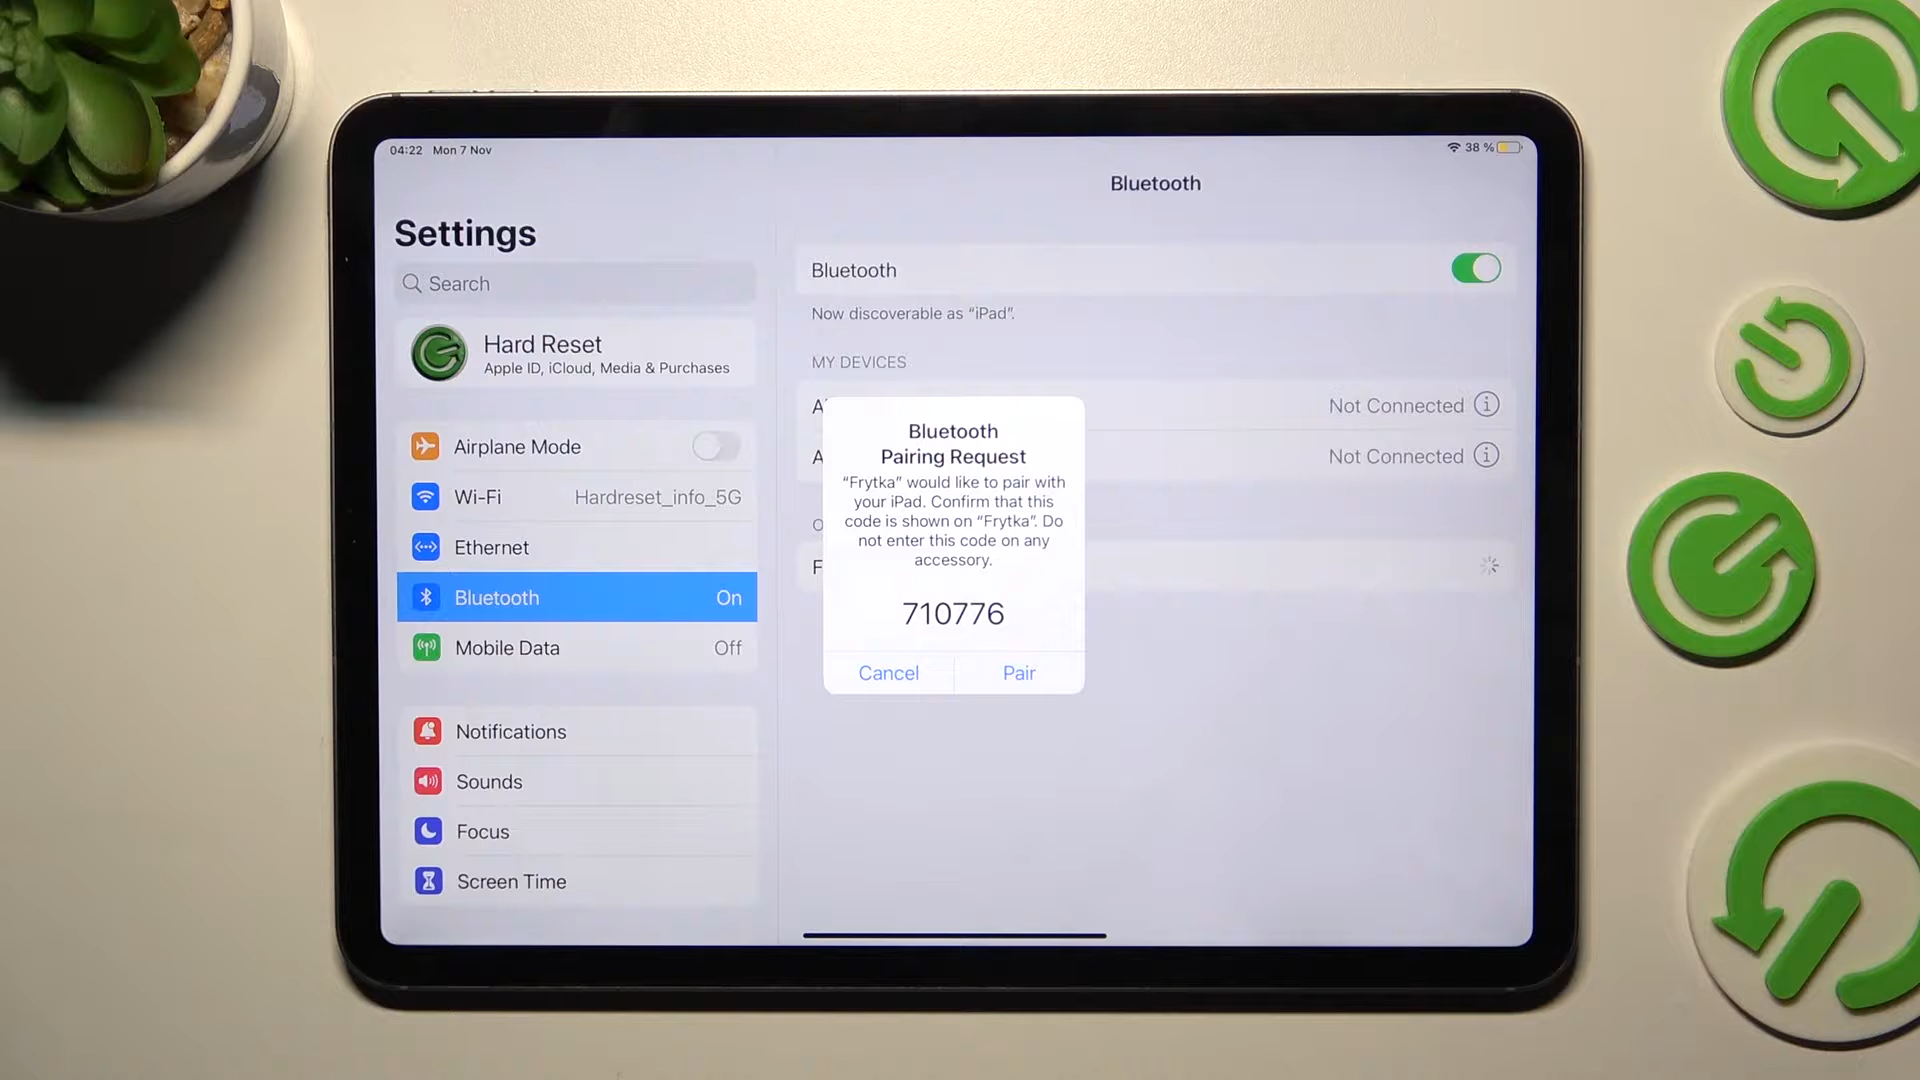 04:22 Mon 7 Nov
38 %
Bluetooth
Settings
Search
Hard Reset
Apple ID, iCloud, Media & Purchases
Airplane Mode
Wi-Fi Hardreset_info_5G
Ethernet
Bluetooth On
Mobile Data Off
Notifications
Sounds
Focus
Screen Time
Bluetooth
Now discoverable as “iPad”.
MY DEVICES
Not Connected
Not Connected
Bluetooth
Pairing Request
“Frytka” would like to pair with
your iPad. Confirm that this
code is shown on “Frytka”. Do
not enter this code on any
accessory.
710776
Cancel Pair